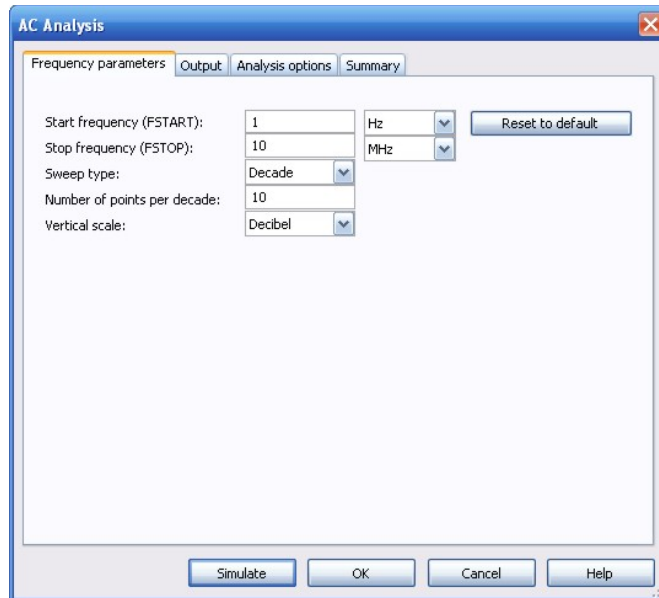 AC Analysis
Frequency parameters Output Analysis options Summary
Start frequency (FSTART): 1 Hz Reset to default
Stop frequency (FSTOP): 10 MHz
Sweep type: Decade
Number of points per decade: 10
Vertical scale: Decibel
Simulate OK Cancel Help